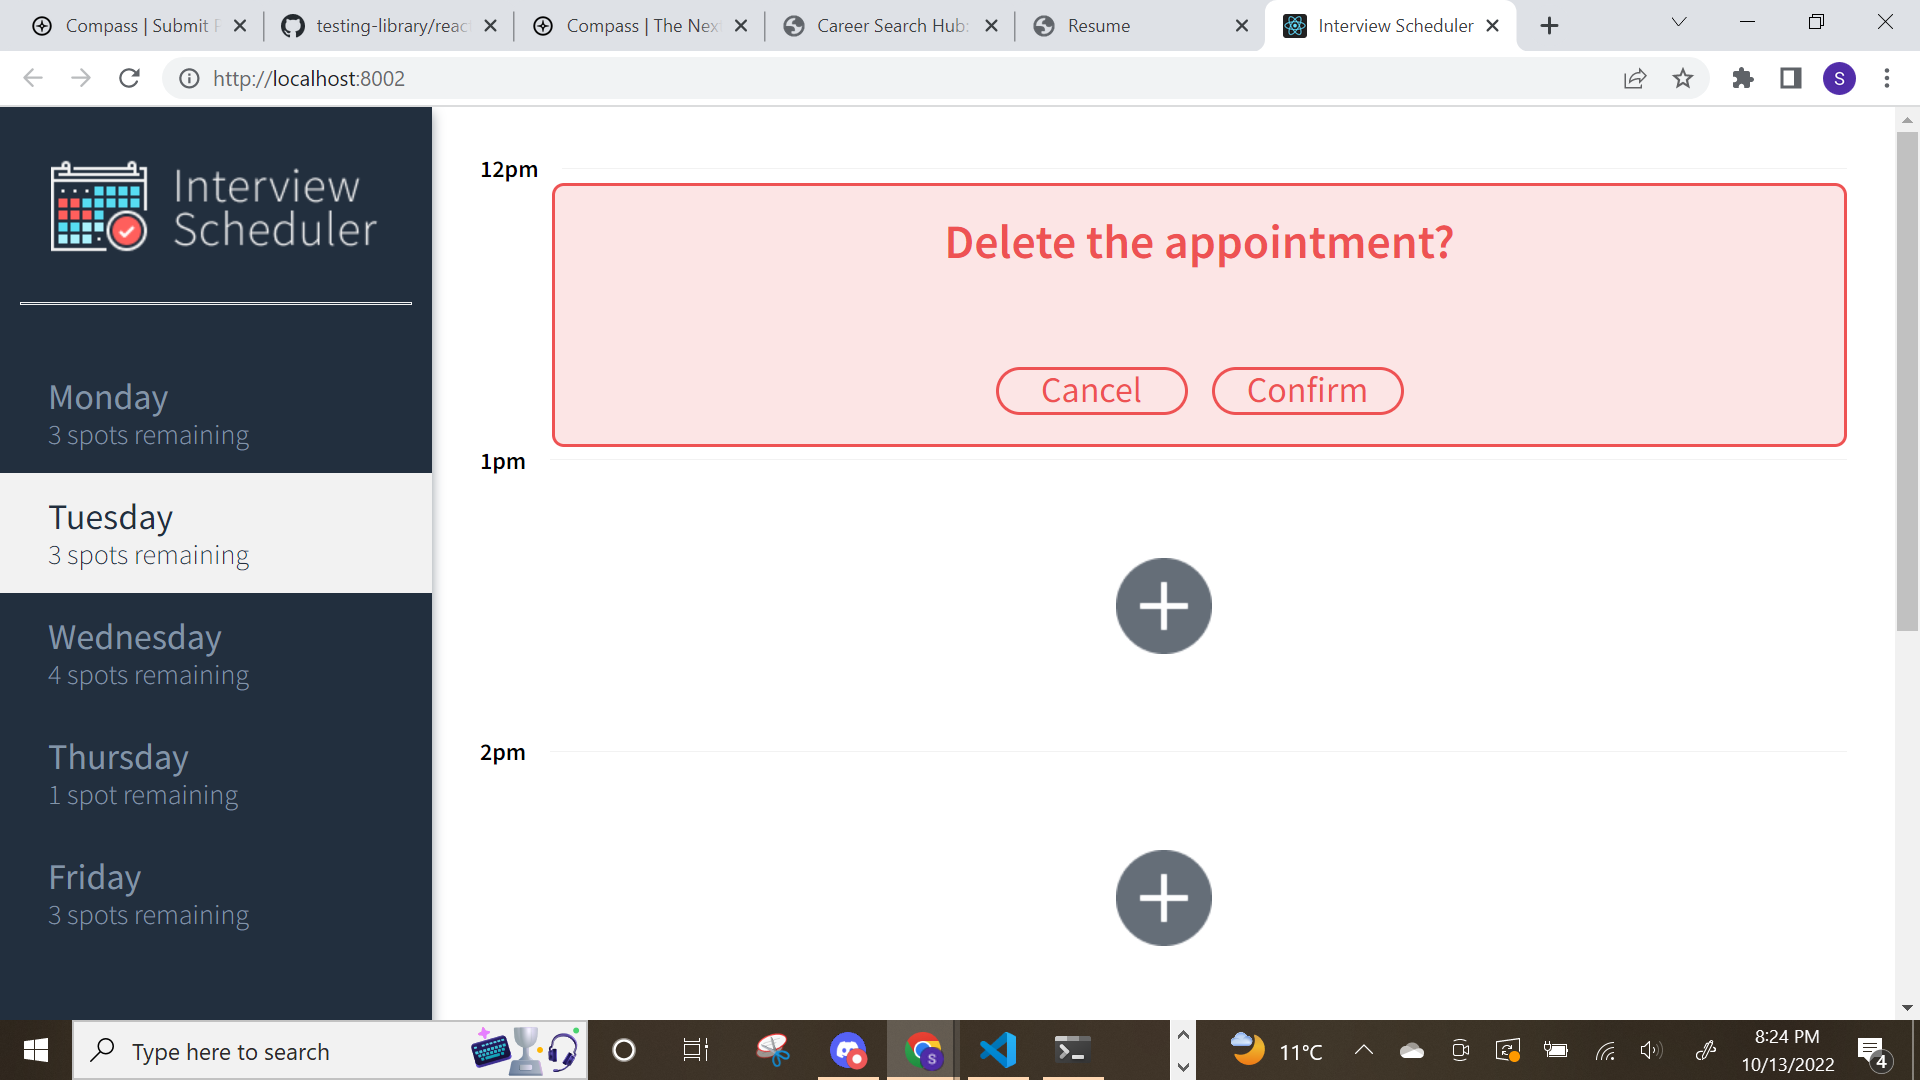 Compass | Submit
testing-library/reac
Compass | The Nex
Career Search Hub:
Resume
Interview Scheduler
http://localhost:8002
S
Interview
Scheduler
Monday
3 spots remaining
Tuesday
3 spots remaining
Wednesday
4 spots remaining
Thursday
1 spot remaining
Friday
3 spots remaining
12pm
Delete the appointment?
Cancel
Confirm
1pm
2pm
Type here to search
S
11°C
8:24 PM
10/13/2022
4